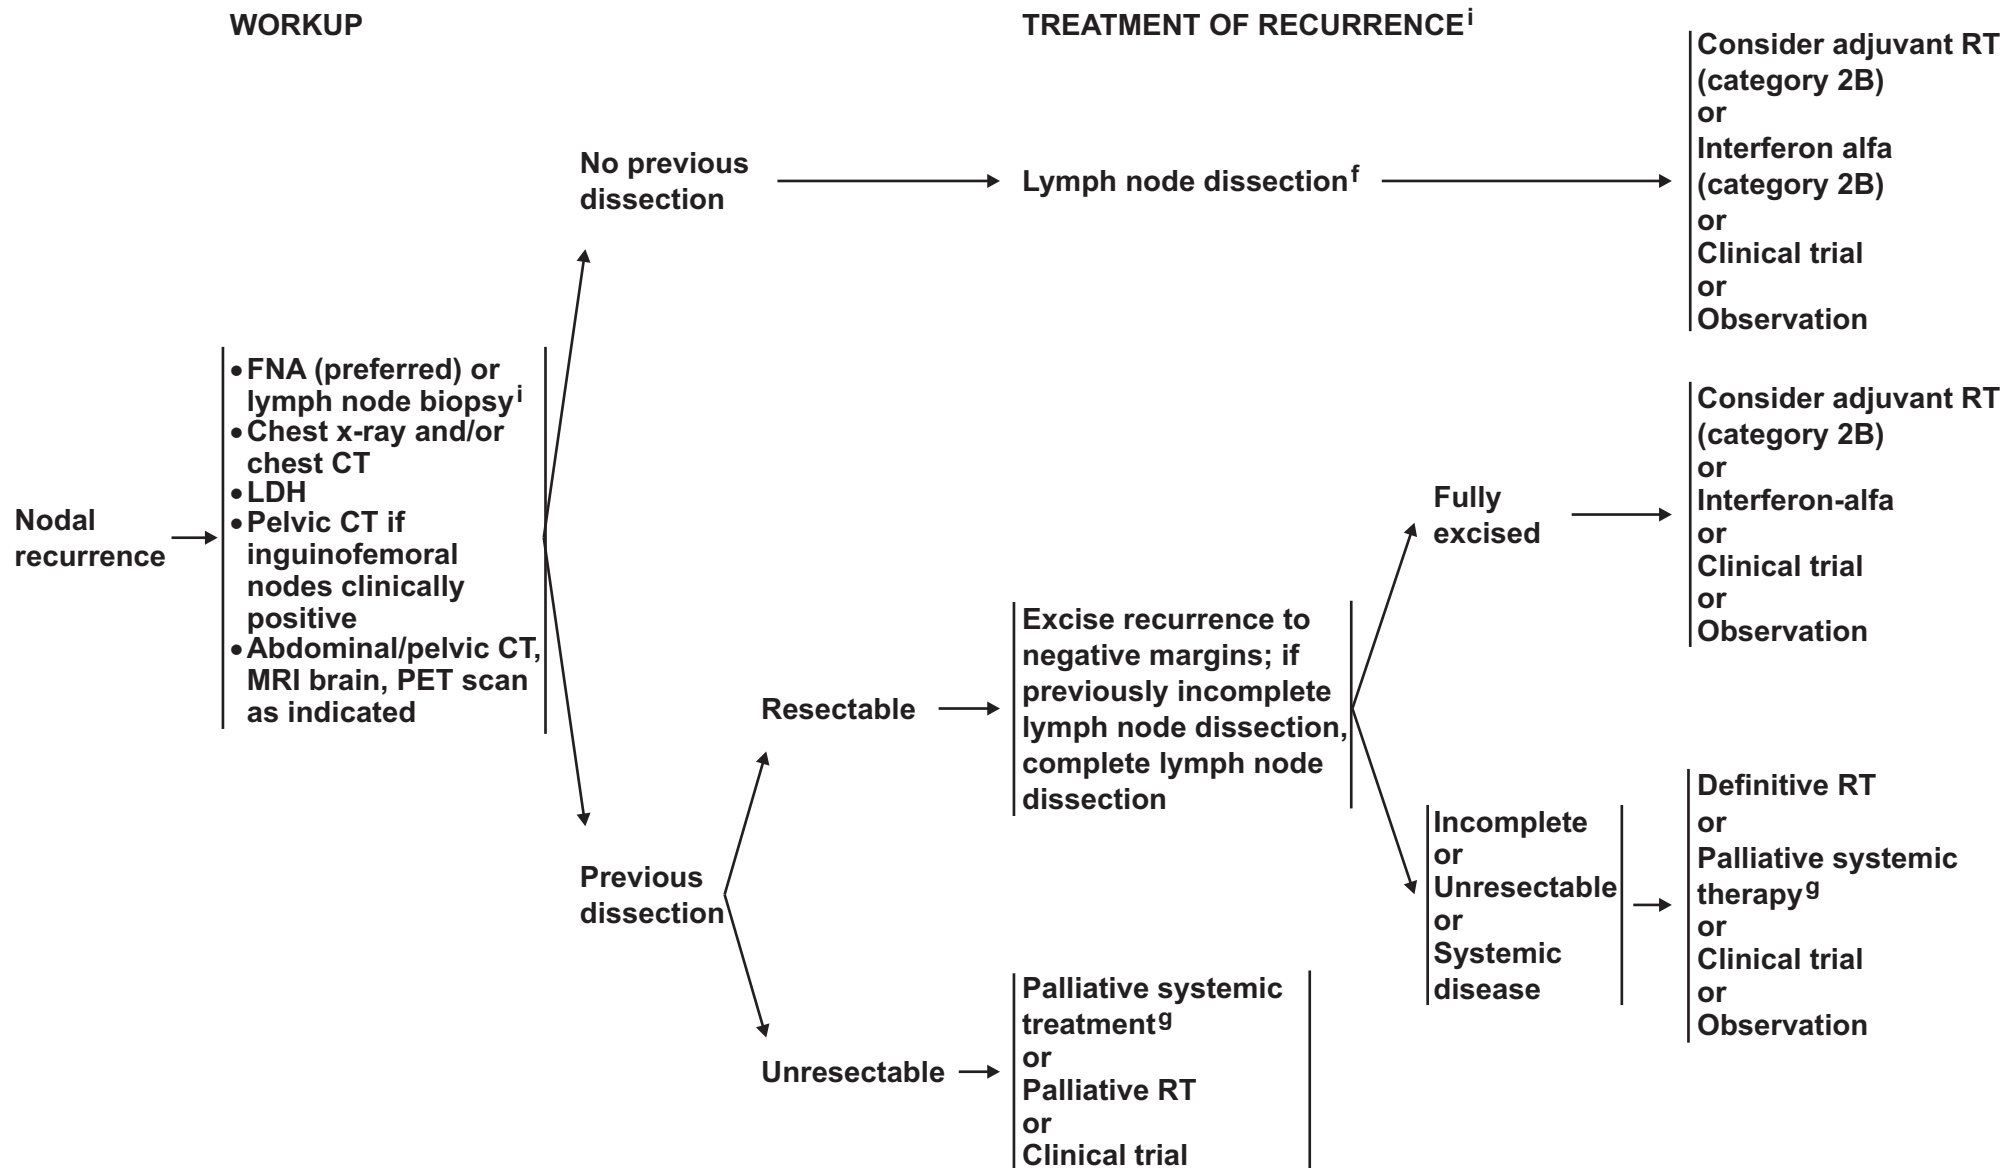 WORKUP
TREATMENT OF RECURRENCEⁱ
Nodal
recurrence
•FNA (preferred) or
lymph node biopsyⁱ
•Chest x-ray and/or
chest CT
•LDH
•Pelvic CT if
inguinofemoral
nodes clinically
positive
•Abdominal/pelvic CT,
MRI brain, PET scan
as indicated
No previous
dissection
Lymph node dissectionᶠ
Consider adjuvant RT
(category 2B)
or
Interferon alfa
(category 2B)
or
Clinical trial
or
Observation
Previous
dissection
Resectable
Excise recurrence to
negative margins; if
previously incomplete
lymph node dissection,
complete lymph node
dissection
Fully
excised
Consider adjuvant RT
(category 2B)
or
Interferon-alfa
or
Clinical trial
or
Observation
Incomplete
or
Unresectable
or
Systemic
disease
Definitive RT
or
Palliative systemic
therapyᵍ
or
Clinical trial
or
Observation
Unresectable
Palliative systemic
treatmentᵍ
or
Palliative RT
or
Clinical trial